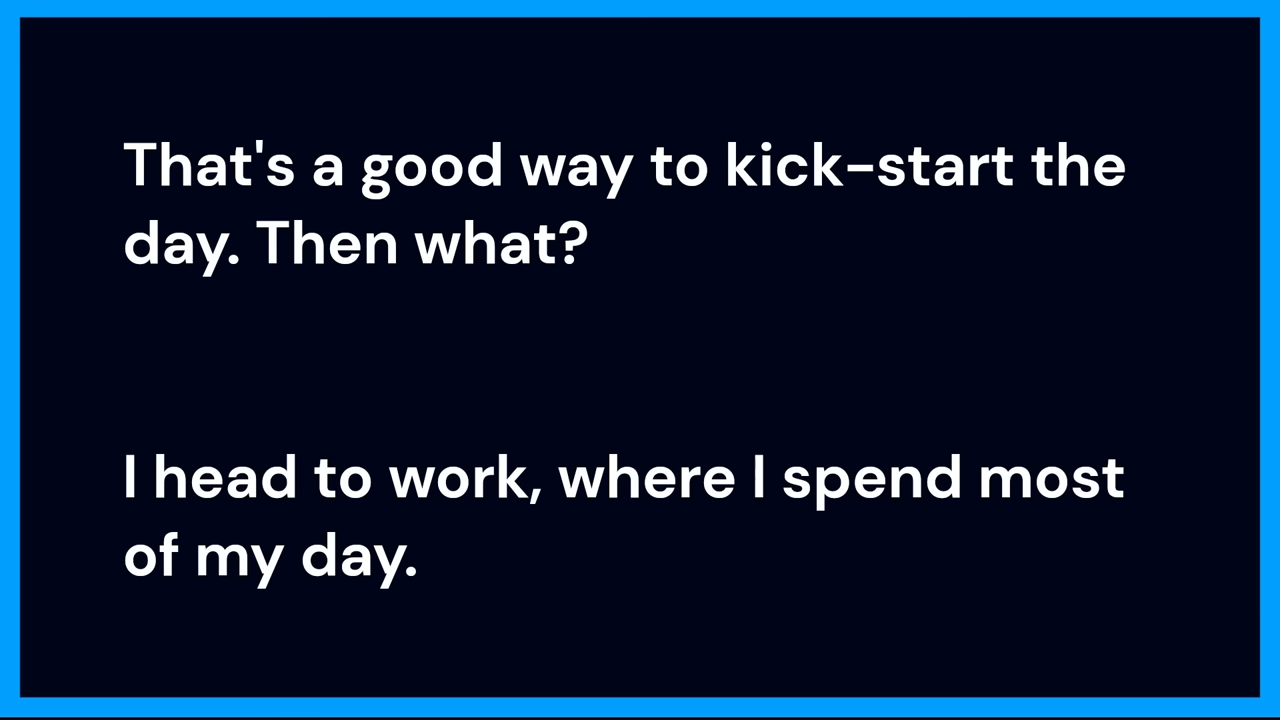 That's a good way to kick-start the
day. Then what?
I head to work, where I spend most
of my day.